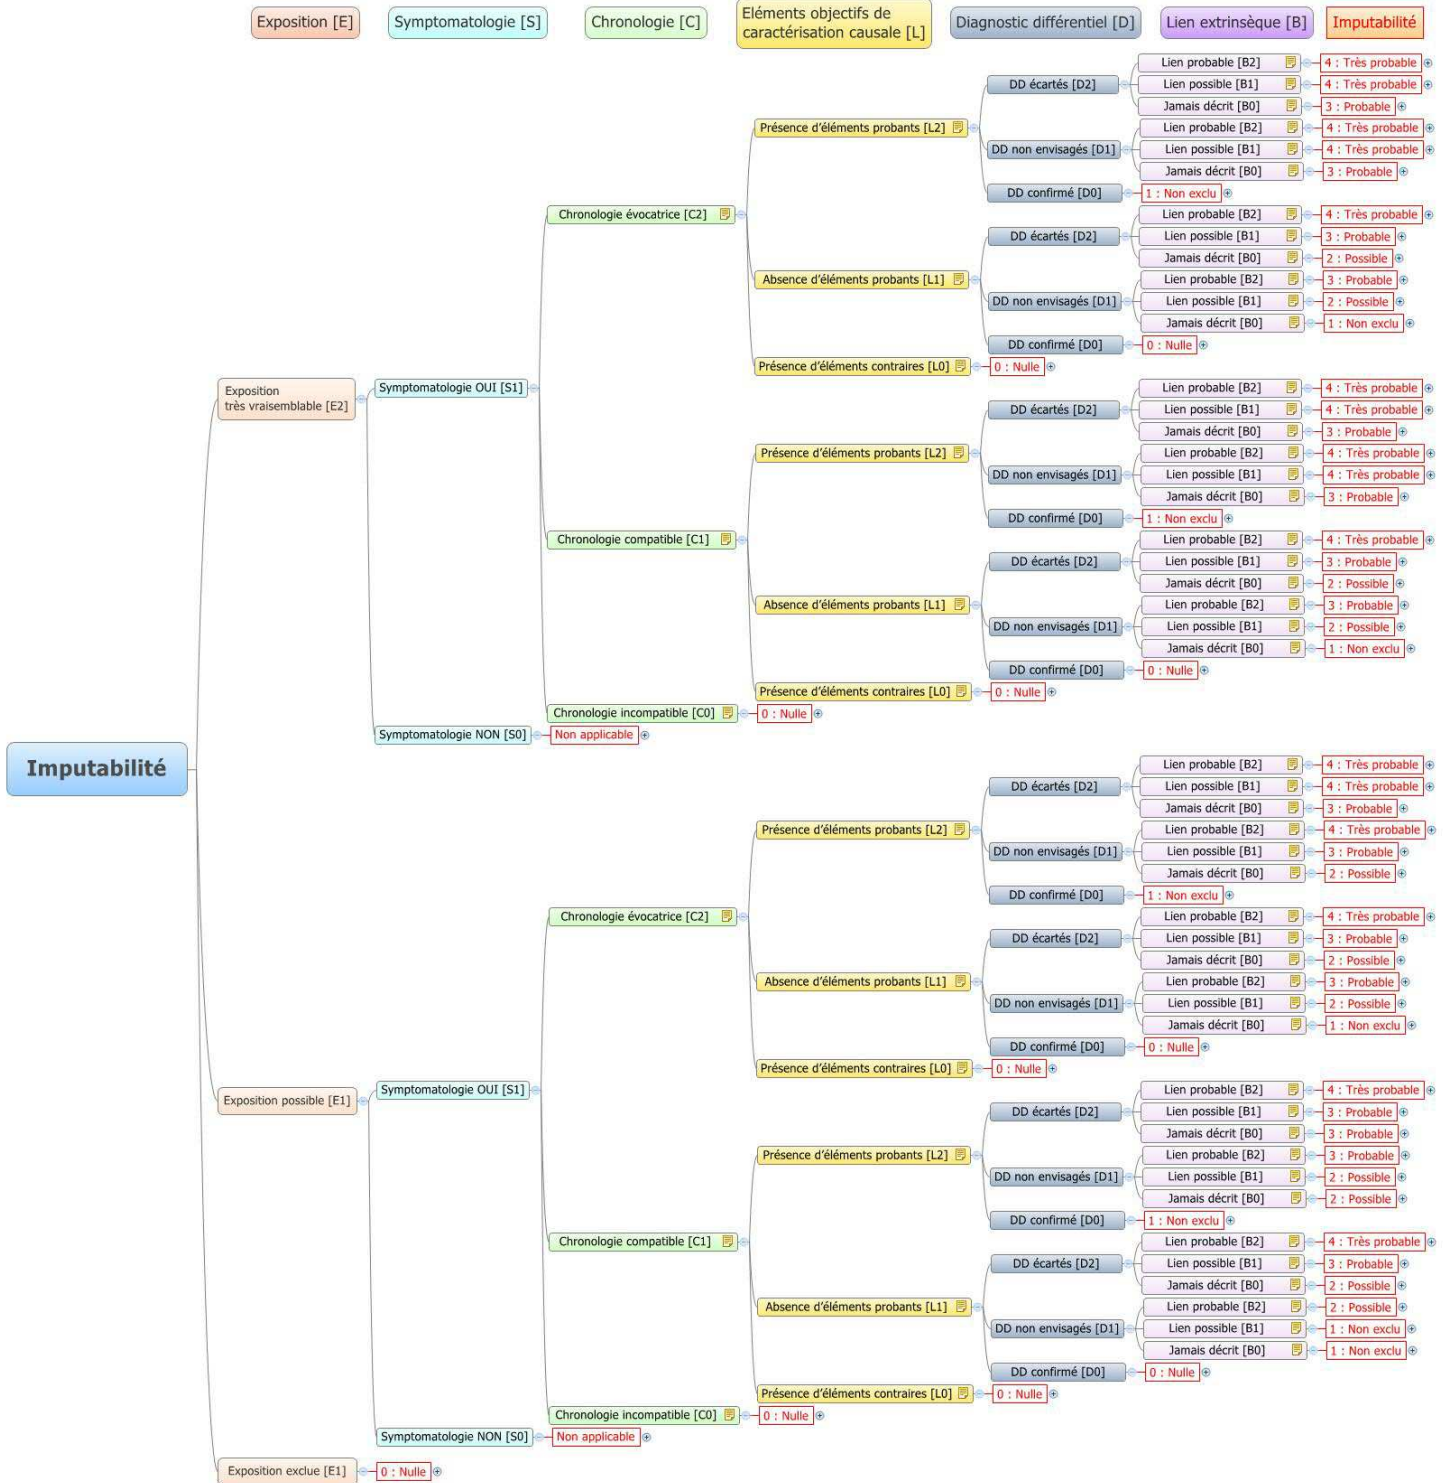 Exposition [E]
Symptomatologie [S]
Chronologie [C]
Eléments objectifs de
caractérisation causale [L]
Diagnostic différentiel [D]
Lien extrinsèque [B]
Imputabilité
Imputabilité
Exposition
très vraisemblable [E2]
Symptomatologie OUI [S1]
Chronologie évocatrice [C2]
Présence d'éléments probants [L2]
DD écartés [D2]
Lien probable [B2]
4 : Très probable
Lien possible [B1]
4 : Très probable
Jamais décrit [B0]
3 : Probable
DD non envisagés [D1]
Lien probable [B2]
4 : Très probable
Lien possible [B1]
4 : Très probable
Jamais décrit [B0]
3 : Probable
DD confirmé [D0]
1 : Non exclu
Absence d'éléments probants [L1]
DD écartés [D2]
Lien probable [B2]
4 : Très probable
Lien possible [B1]
3 : Probable
Jamais décrit [B0]
2 : Possible
DD non envisagés [D1]
Lien probable [B2]
3 : Probable
Lien possible [B1]
2 : Possible
Jamais décrit [B0]
1 : Non exclu
DD confirmé [D0]
0 : Nulle
Présence d'éléments contraires [L0]
0 : Nulle
Chronologie compatible [C1]
Présence d'éléments probants [L2]
DD écartés [D2]
Lien probable [B2]
4 : Très probable
Lien possible [B1]
4 : Très probable
Jamais décrit [B0]
3 : Probable
DD non envisagés [D1]
Lien probable [B2]
4 : Très probable
Lien possible [B1]
4 : Très probable
Jamais décrit [B0]
3 : Probable
DD confirmé [D0]
1 : Non exclu
Absence d'éléments probants [L1]
DD écartés [D2]
Lien probable [B2]
4 : Très probable
Lien possible [B1]
3 : Probable
Jamais décrit [B0]
2 : Possible
DD non envisagés [D1]
Lien probable [B2]
3 : Probable
Lien possible [B1]
2 : Possible
Jamais décrit [B0]
1 : Non exclu
DD confirmé [D0]
0 : Nulle
Présence d'éléments contraires [L0]
0 : Nulle
Chronologie incompatible [C0]
0 : Nulle
Symptomatologie NON [S0]
Non applicable
Exposition possible [E1]
Symptomatologie OUI [S1]
Chronologie évocatrice [C2]
Présence d'éléments probants [L2]
DD écartés [D2]
Lien probable [B2]
4 : Très probable
Lien possible [B1]
4 : Très probable
Jamais décrit [B0]
3 : Probable
DD non envisagés [D1]
Lien probable [B2]
4 : Très probable
Lien possible [B1]
3 : Probable
Jamais décrit [B0]
2 : Possible
DD confirmé [D0]
1 : Non exclu
Absence d'éléments probants [L1]
DD écartés [D2]
Lien probable [B2]
4 : Très probable
Lien possible [B1]
3 : Probable
Jamais décrit [B0]
2 : Possible
DD non envisagés [D1]
Lien probable [B2]
3 : Probable
Lien possible [B1]
2 : Possible
Jamais décrit [B0]
1 : Non exclu
DD confirmé [D0]
0 : Nulle
Présence d'éléments contraires [L0]
0 : Nulle
Chronologie compatible [C1]
Présence d'éléments probants [L2]
DD écartés [D2]
Lien probable [B2]
4 : Très probable
Lien possible [B1]
3 : Probable
Jamais décrit [B0]
3 : Probable
DD non envisagés [D1]
Lien probable [B2]
3 : Probable
Lien possible [B1]
2 : Possible
Jamais décrit [B0]
2 : Possible
DD confirmé [D0]
1 : Non exclu
Absence d'éléments probants [L1]
DD écartés [D2]
Lien probable [B2]
4 : Très probable
Lien possible [B1]
3 : Probable
Jamais décrit [B0]
2 : Possible
DD non envisagés [D1]
Lien probable [B2]
2 : Possible
Lien possible [B1]
1 : Non exclu
Jamais décrit [B0]
1 : Non exclu
DD confirmé [D0]
0 : Nulle
Présence d'éléments contraires [L0]
0 : Nulle
Chronologie incompatible [C0]
0 : Nulle
Symptomatologie NON [S0]
Non applicable
Exposition exclue [E1]
0 : Nulle